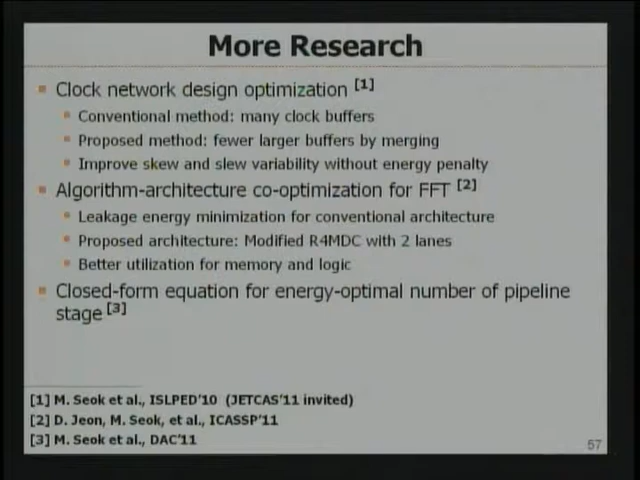 More Research
Clock network design optimization [1]
Conventional method: many clock buffers
Proposed method: fewer larger buffers by merging
Improve skew and slew variability without energy penalty
Algorithm-architecture co-optimization for FFT [2]
Leakage energy minimization for conventional architecture
Proposed architecture: Modified R4MDC with 2 lanes
Better utilization for memory and logic
Closed-form equation for energy-optimal number of pipeline
stage [3]
[1] M. Seok et al., ISLPED'10 (JETCAS'11 invited)
[2] D. Jeon, M. Seok, et al., ICASSP'11
[3] M. Seok et al., DAC'11
57